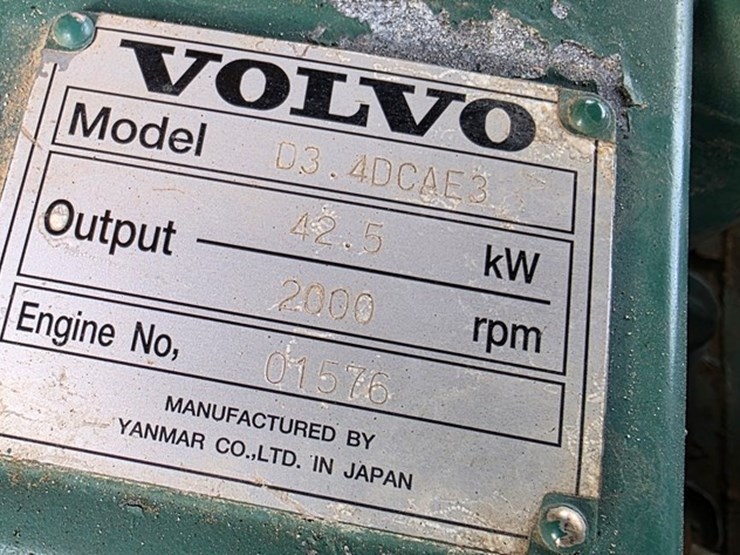 VOLVO
Model D3.4DCAE3
Output 42.5 kW
2000 rpm
Engine No, 01576
MANUFACTURED BY
YANMAR CO.,LTD. IN JAPAN